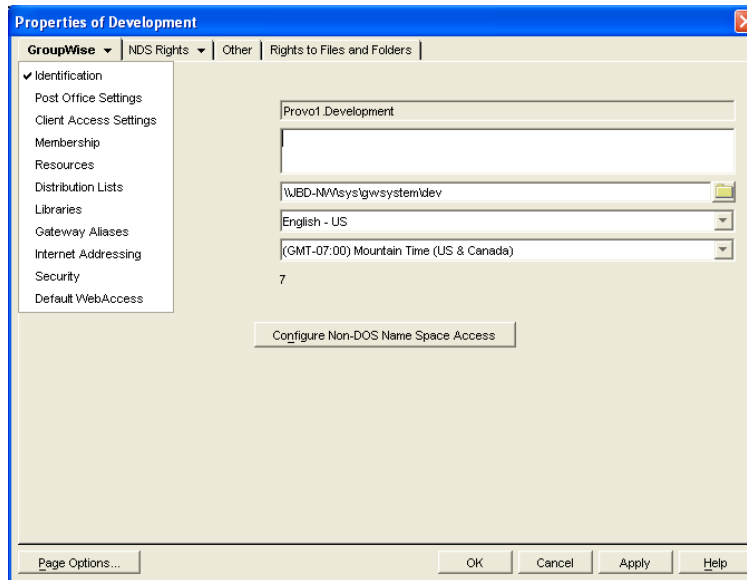 Properties of Development
GroupWise NDS Rights Other Rights to Files and Folders
Identification
Post Office Settings
Client Access Settings
Membership
Resources
Distribution Lists
Libraries
Gateway Aliases
Internet Addressing
Security
Default WebAccess
Provo1.Development
\\JBD-NW\sys\gwsystem\dev
English - US
(GMT-07:00) Mountain Time (US & Canada)
7
Configure Non-DOS Name Space Access
Page Options... OK Cancel Apply Help